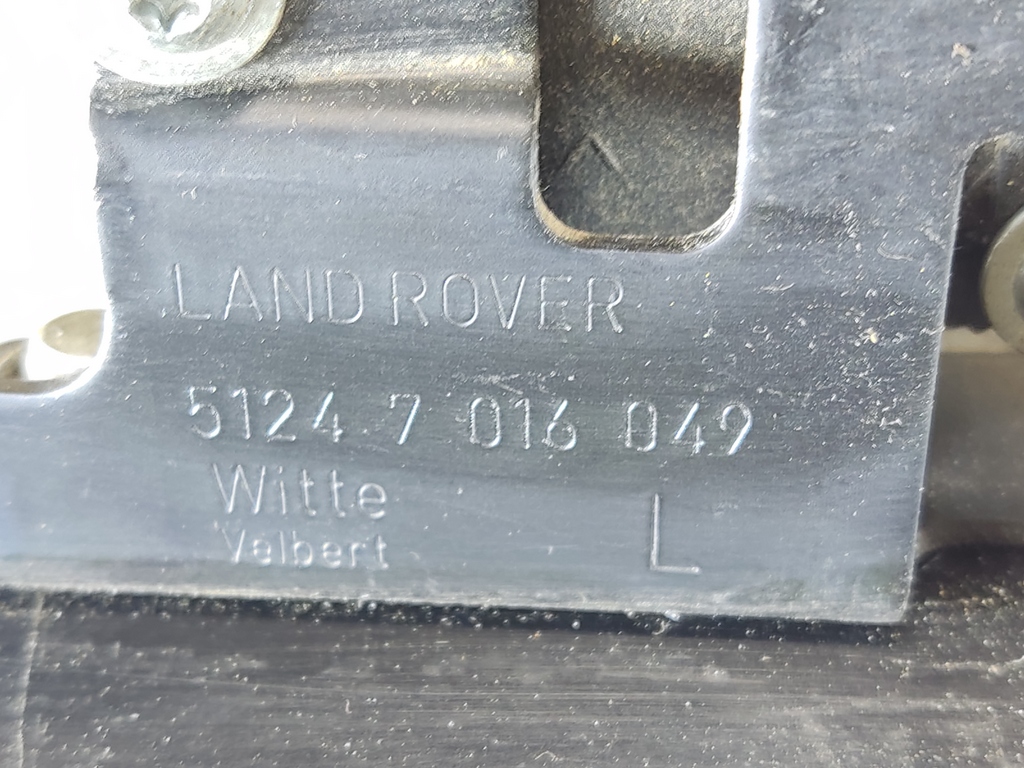 LAND ROVER
5124 7 016 049
Witte
Velbert
L